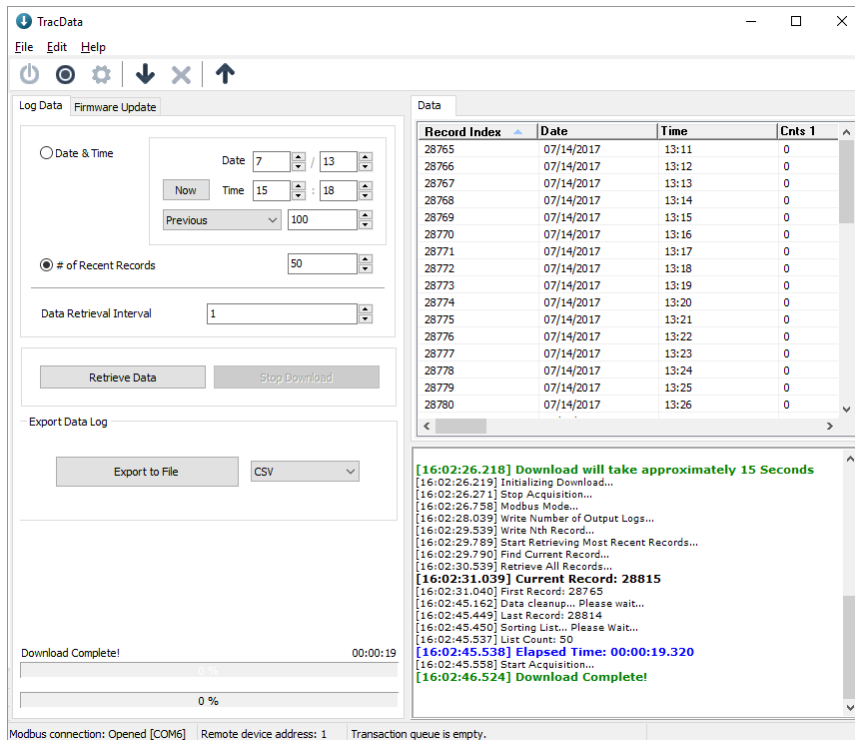 TracData
File Edit Help
Log Data Firmware Update
Date & Time
Date 7 / 13
Now Time 15 : 18
Previous 100
# of Recent Records 50
Data Retrieval Interval 1
Retrieve Data Stop Download
Export Data Log
Export to File CSV
Download Complete! 00:00:19
0 %
0 %
Data
Record Index Date Time Cnts 1
28765 07/14/2017 13:11 0
28766 07/14/2017 13:12 0
28767 07/14/2017 13:13 0
28768 07/14/2017 13:14 0
28769 07/14/2017 13:15 0
28770 07/14/2017 13:16 0
28771 07/14/2017 13:17 0
28772 07/14/2017 13:18 0
28773 07/14/2017 13:19 0
28774 07/14/2017 13:20 0
28775 07/14/2017 13:21 0
28776 07/14/2017 13:22 0
28777 07/14/2017 13:23 0
28778 07/14/2017 13:24 0
28779 07/14/2017 13:25 0
28780 07/14/2017 13:26 0
[16:02:26.218] Download will take approximately 15 Seconds
[16:02:26.219] Initializing Download...
[16:02:26.271] Stop Acquisition...
[16:02:26.758] Modbus Mode...
[16:02:28.039] Write Number of Output Logs...
[16:02:29.539] Write Nth Record...
[16:02:29.789] Start Retrieving Most Recent Records...
[16:02:29.790] Find Current Record...
[16:02:30.539] Retrieve All Records...
[16:02:31.039] Current Record: 28815
[16:02:31.040] First Record: 28765
[16:02:45.162] Data cleanup... Please wait...
[16:02:45.449] Last Record: 28814
[16:02:45.450] Sorting List... Please Wait...
[16:02:45.537] List Count: 50
[16:02:45.538] Elapsed Time: 00:00:19.320
[16:02:45.558] Start Acquisition...
[16:02:46.524] Download Complete!
Modbus connection: Opened [COM6] Remote device address: 1 Transaction queue is empty.